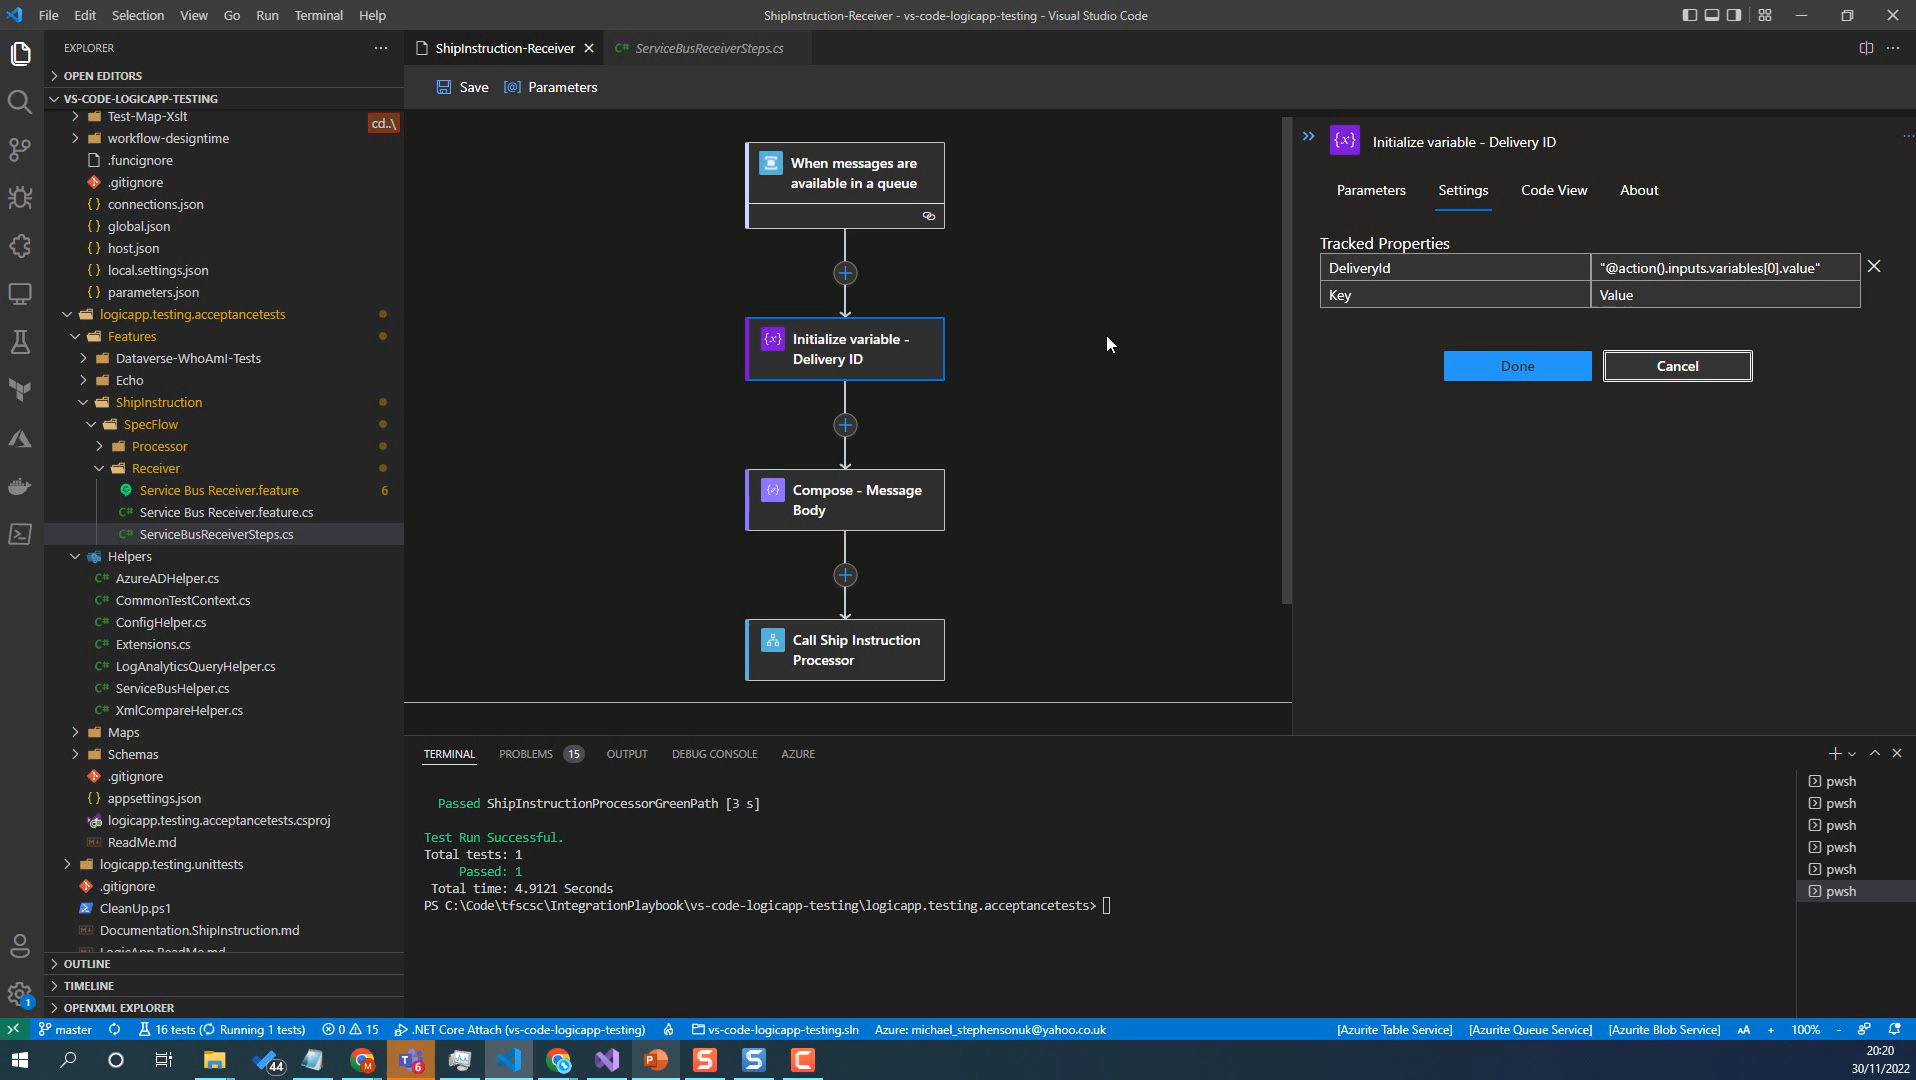 File Edit Selection View Go Run Terminal Help
ShipInstruction-Receiver - vs-code-logicapp-testing - Visual Studio Code
EXPLORER
OPEN EDITORS
VS-CODE-LOGICAPP-TESTING
Test-Map-Xslt
cd..\
workflow-designtime
.funcignore
.gitignore
connections.json
global.json
host.json
local.settings.json
parameters.json
logicapp.testing.acceptancetests
Features
Dataverse-WhoAmI-Tests
Echo
ShipInstruction
SpecFlow
Processor
Receiver
Service Bus Receiver.feature 6
Service Bus Receiver.feature.cs
ServiceBusReceiverSteps.cs
Helpers
AzureADHelper.cs
CommonTestContext.cs
ConfigHelper.cs
Extensions.cs
LogAnalyticsQueryHelper.cs
ServiceBusHelper.cs
XmlCompareHelper.cs
Maps
Schemas
.gitignore
appsettings.json
logicapp.testing.acceptancetests.csproj
ReadMe.md
logicapp.testing.unittests
.gitignore
CleanUp.ps1
Documentation.ShipInstruction.md
LogicApp.ReadMe.md
OUTLINE
TIMELINE
OPENXML EXPLORER
ShipInstruction-Receiver
ServiceBusReceiverSteps.cs
Save Parameters
When messages are
available in a queue
Initialize variable -
Delivery ID
Compose - Message
Body
Call Ship Instruction
Processor
Initialize variable - Delivery ID
Parameters Settings Code View About
Tracked Properties
DeliveryId "@action().inputs.variables[0].value"
Key Value
Done Cancel
TERMINAL PROBLEMS 15 OUTPUT DEBUG CONSOLE AZURE
Passed ShipInstructionProcessorGreenPath [3 s]
Test Run Successful.
Total tests: 1
Passed: 1
Total time: 4.9121 Seconds
PS C:\Code\tfscsc\IntegrationPlaybook\vs-code-logicapp-testing\logicapp.testing.acceptancetests>
pwsh
pwsh
pwsh
pwsh
pwsh
pwsh
1
master 16 tests ( Running 1 tests) 0 15 .NET Core Attach (vs-code-logicapp-testing) vs-code-logicapp-testing.sln Azure: michael_stephensonuk@yahoo.co.uk [Azurite Table Service] [Azurite Queue Service] [Azurite Blob Service] AA + 100% -
44
6
20:20
30/11/2022